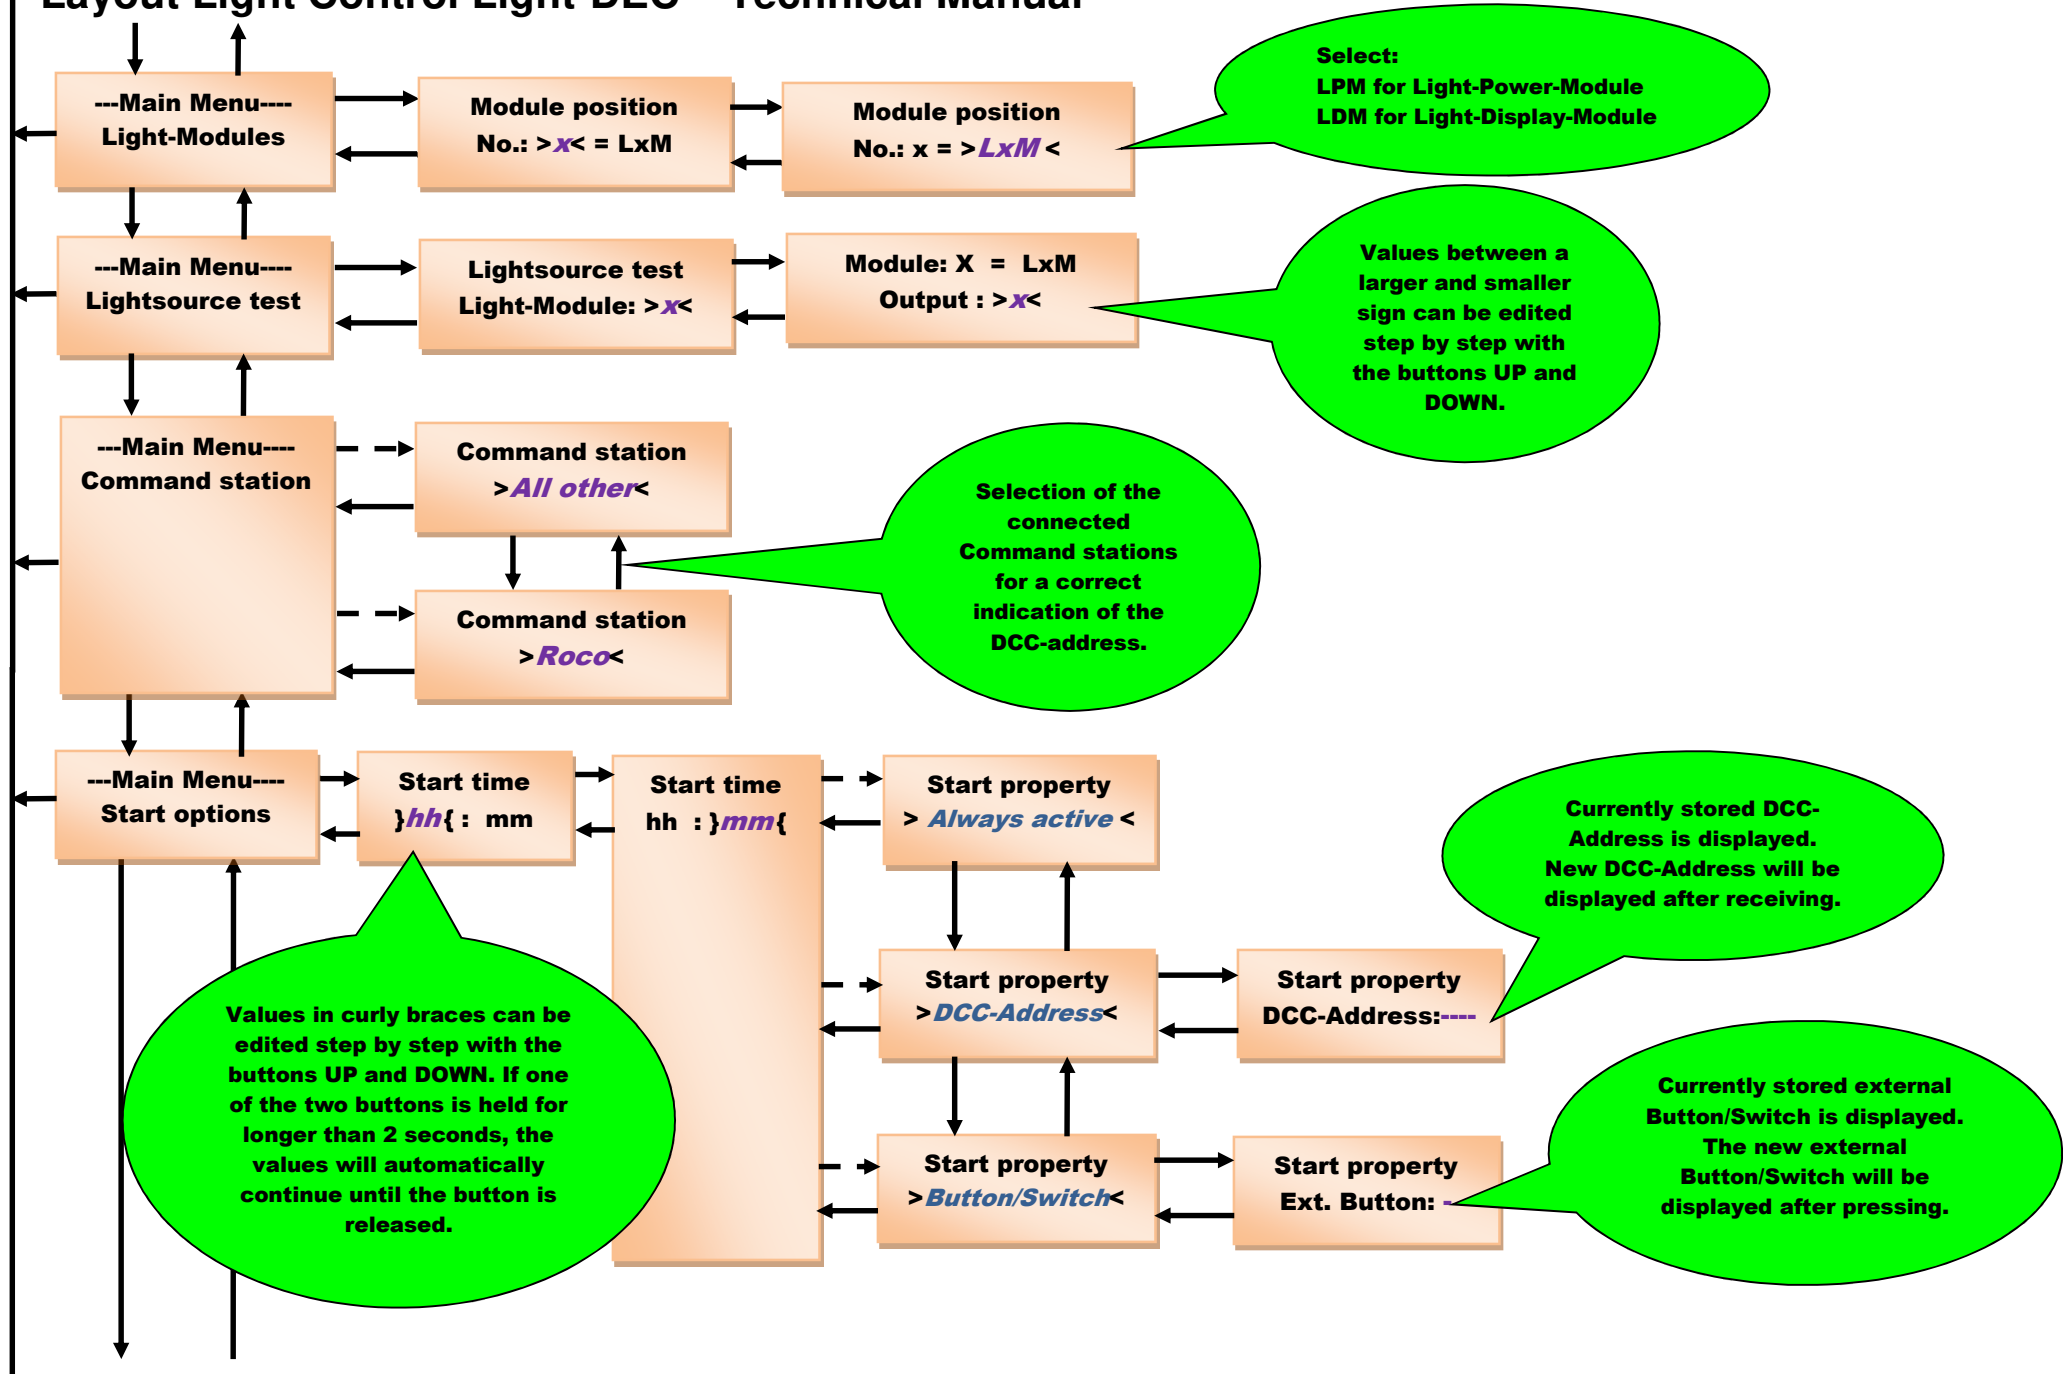 Layout Light Control Light-DEC – Technical Manual
---Main Menu----
Light-Modules
Module position
No.: >x< = LxM
Module position
No.: x = >LxM <
Select:
LPM for Light-Power-Module
LDM for Light-Display-Module
---Main Menu----
Lightsource test
Lightsource test
Light-Module: >x<
Module: X = LxM
Output : >x<
Values between a
larger and smaller
sign can be edited
step by step with
the buttons UP and
DOWN.
---Main Menu----
Command station
Command station
>All other<
Command station
>Roco<
Selection of the
connected
Command stations
for a correct
indication of the
DCC-address.
---Main Menu----
Start options
Start time
}hh{ : mm
Start time
hh : }mm{
Start property
> Always active <
Start property
>DCC-Address<
Start property
DCC-Address:----
Currently stored DCC-
Address is displayed.
New DCC-Address will be
displayed after receiving.
Start property
>Button/Switch<
Start property
Ext. Button: -
Currently stored external
Button/Switch is displayed.
The new external
Button/Switch will be
displayed after pressing.
Values in curly braces can be
edited step by step with the
buttons UP and DOWN. If one
of the two buttons is held for
longer than 2 seconds, the
values will automatically
continue until the button is
released.